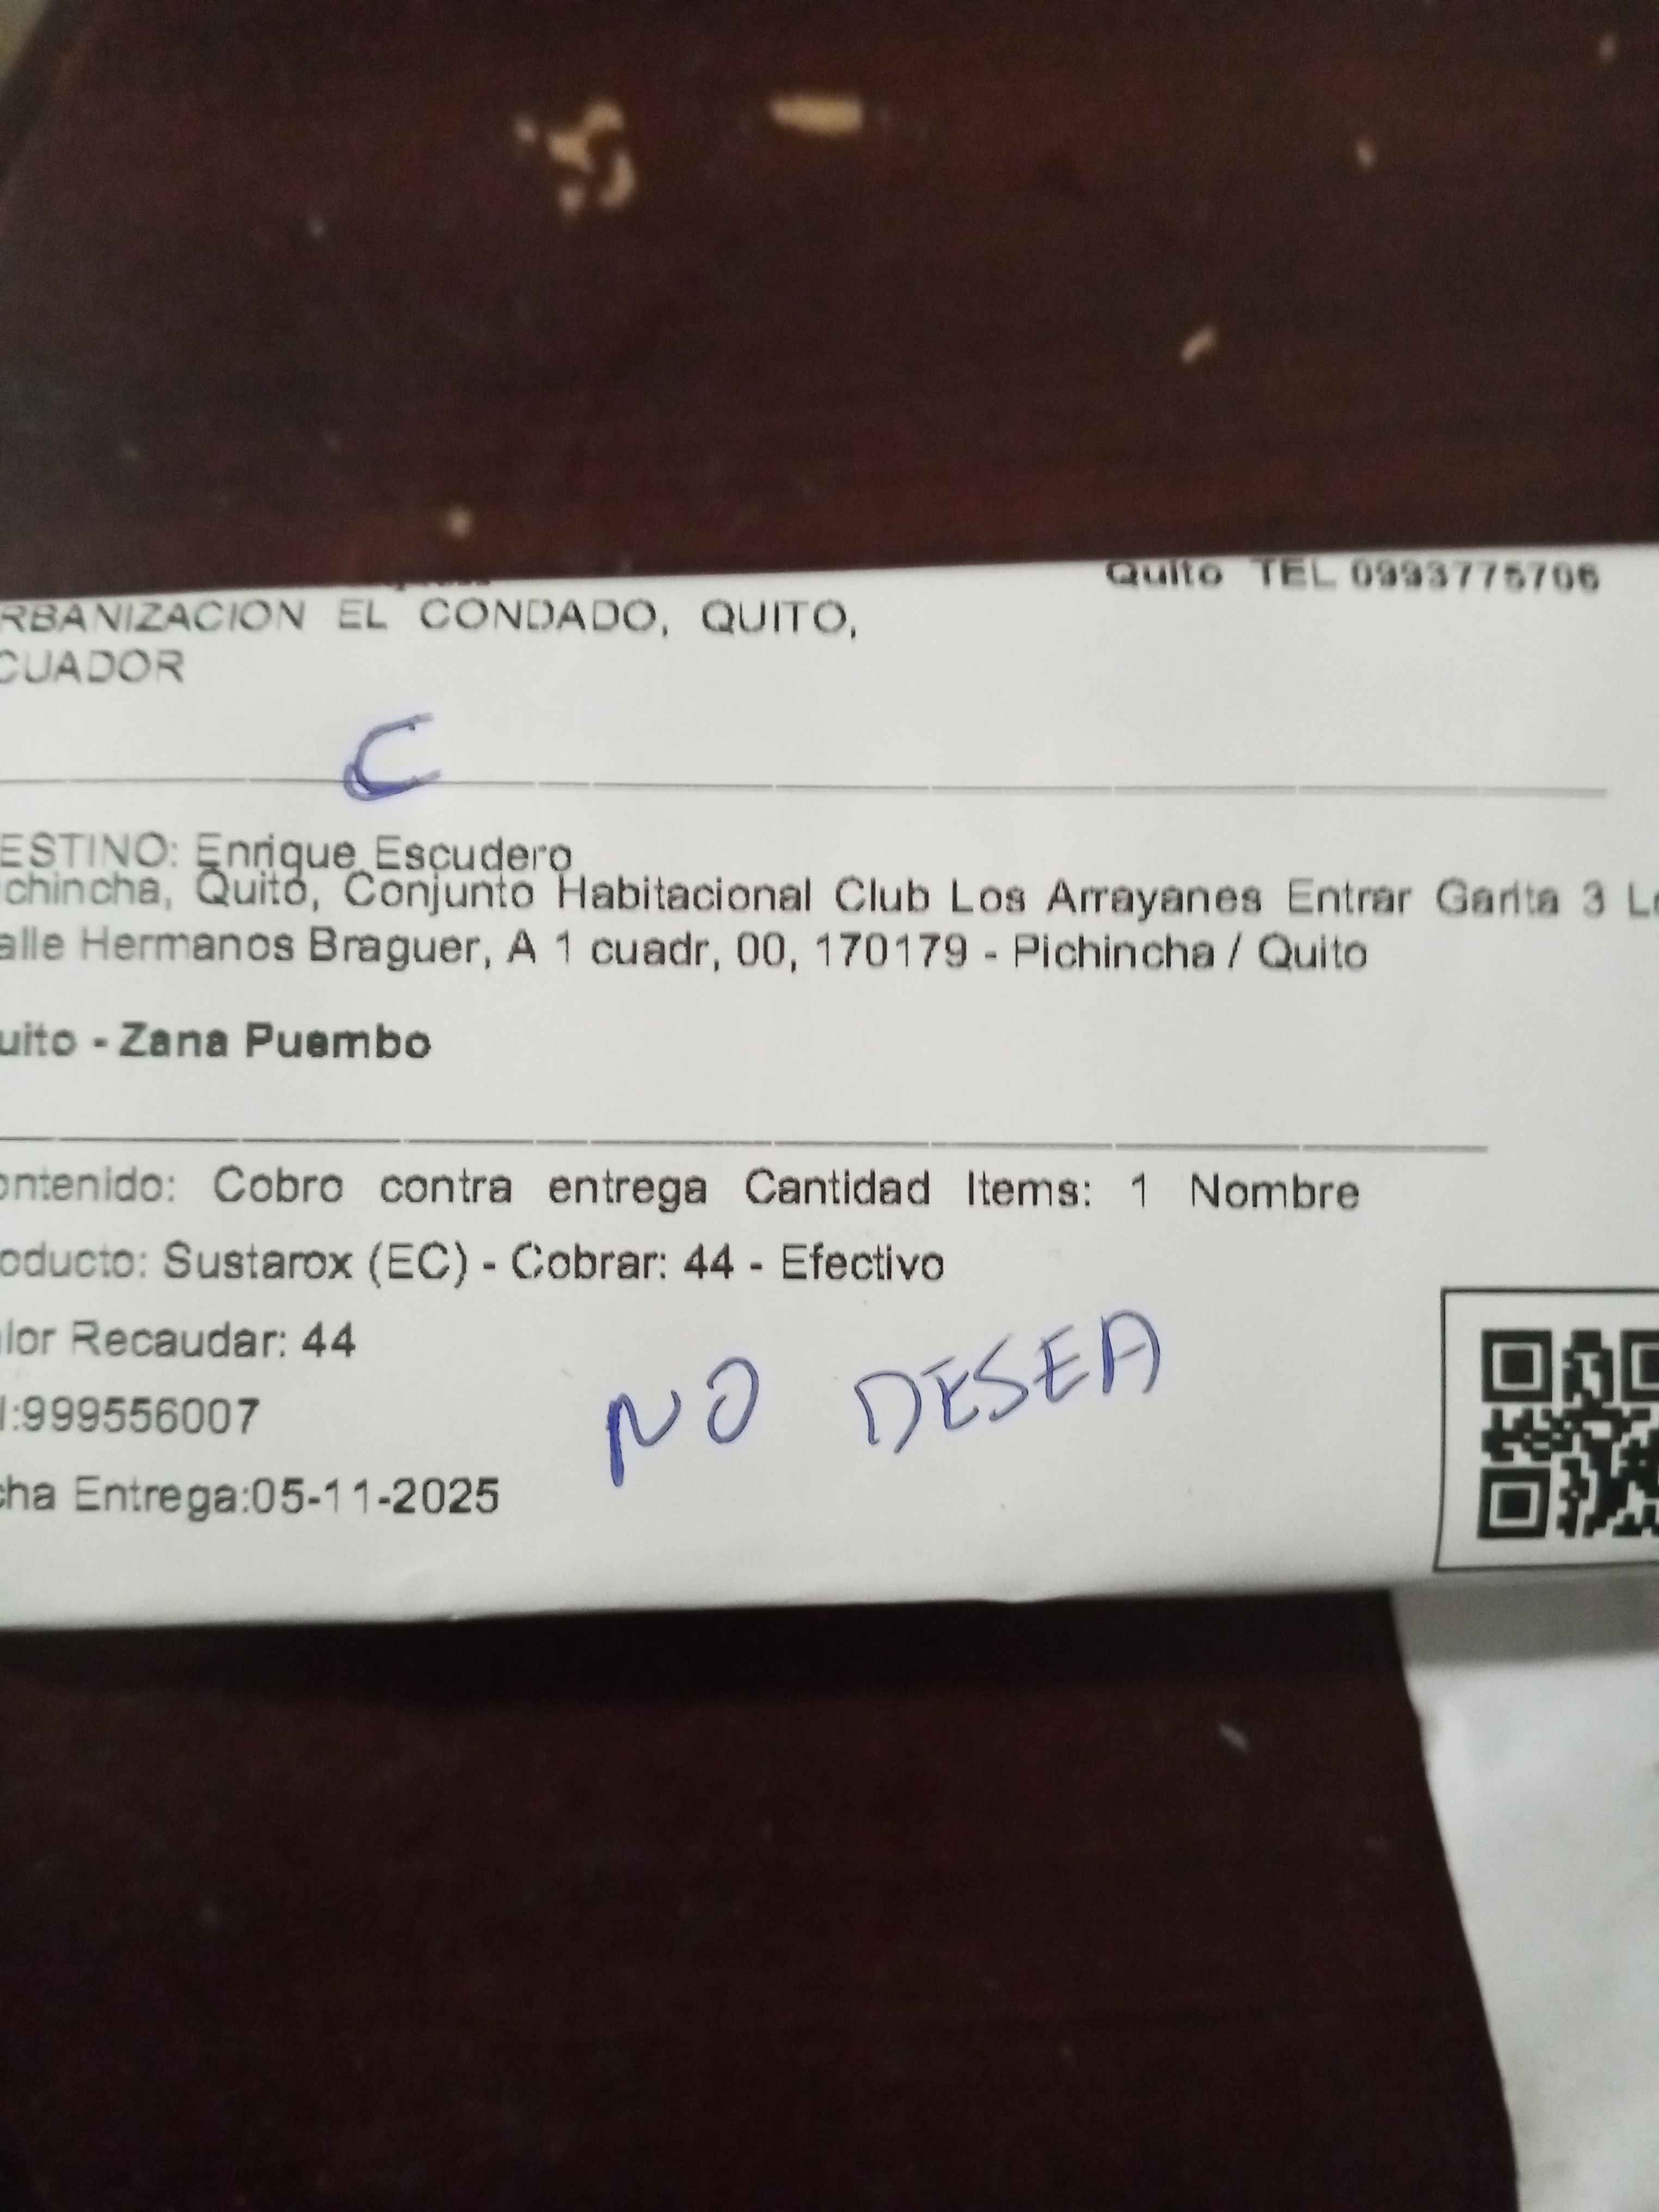 Quito TEL 0993775706
RBANIZACION EL CONDADO, QUITO,
CUADOR
C
ESTINO: Enrique Escudero
chincha, Quito, Conjunto Habitacional Club Los Arrayanes Entrar Garita 3 Lo
alle Hermanos Braguer, A 1 cuadr, 00, 170179 - Pichincha / Quito
uito - Zana Puembo
ontenido: Cobro contra entrega Cantidad Items: 1 Nombre
oducto: Sustarox (EC) - Cobrar: 44 - Efectivo
lor Recaudar: 44
l:999556007
NO DESEA
cha Entrega:05-11-2025